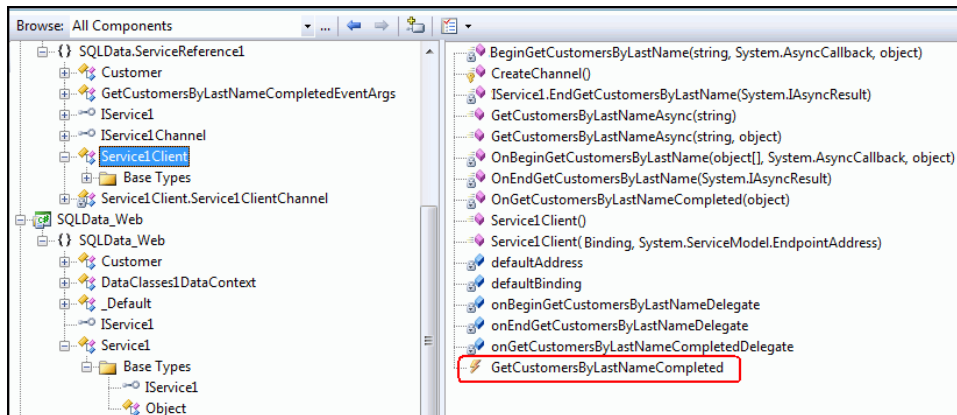 Browse: All Components
{} SQLData.ServiceReference1
Customer
GetCustomersByLastNameCompletedEventArgs
IService1
IService1Channel
Service1Client
Base Types
Service1Client.Service1ClientChannel
SQLData_Web
{} SQLData_Web
Customer
DataClasses1DataContext
_Default
IService1
Service1
Base Types
IService1
Object
BeginGetCustomersByLastName(string, System.AsyncCallback, object)
CreateChannel()
IService1.EndGetCustomersByLastName(System.IAsyncResult)
GetCustomersByLastNameAsync(string)
GetCustomersByLastNameAsync(string, object)
OnBeginGetCustomersByLastName(object[], System.AsyncCallback, object)
OnEndGetCustomersByLastName(System.IAsyncResult)
OnGetCustomersByLastNameCompleted(object)
Service1Client()
Service1Client(Binding, System.ServiceModel.EndpointAddress)
defaultAddress
defaultBinding
onBeginGetCustomersByLastNameDelegate
onEndGetCustomersByLastNameDelegate
onGetCustomersByLastNameCompletedDelegate
GetCustomersByLastNameCompleted